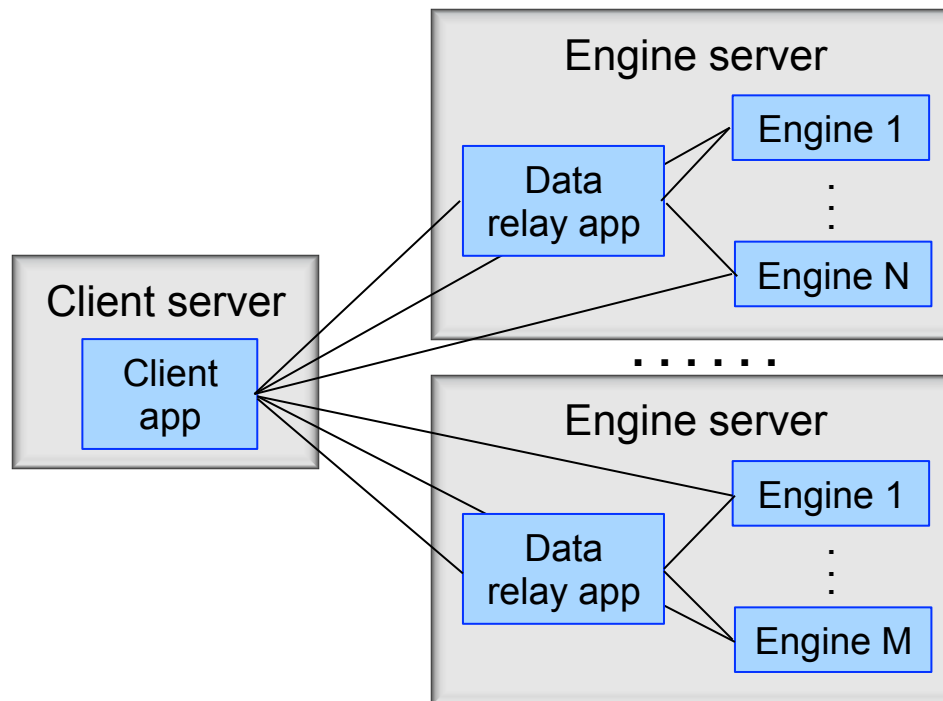 Engine server
Engine 1
Data
relay app
.
.
.
Engine N
Client server
Client
app
. . . . . .
Engine server
Engine 1
Data
relay app
.
.
.
Engine M